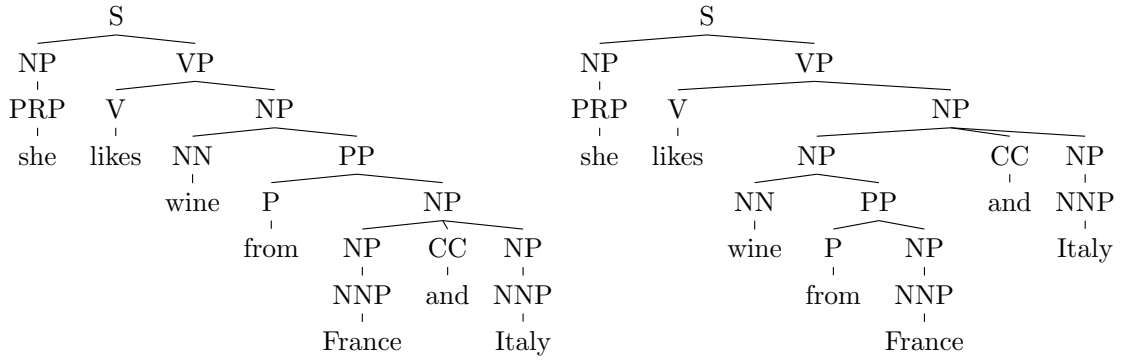 S S
NP VP NP VP
PRP V NP PRP V NP
she likes NN PP she likes NP CC NP
wine P NP NN PP and NNP
from NP CC NP wine P NP Italy
NNP and NNP from NNP
France Italy France